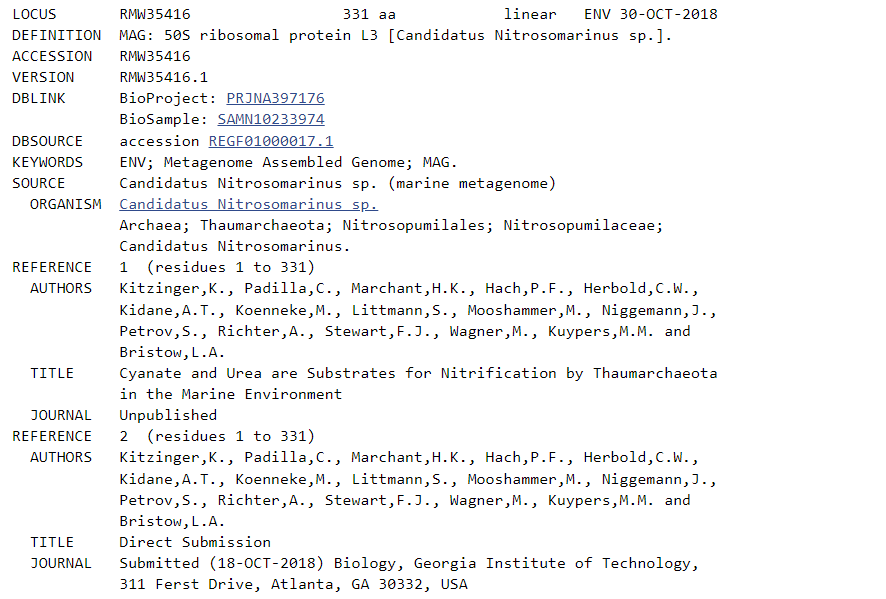 LOCUS       RMW35416                 331 aa            linear   ENV 30-OCT-2018
DEFINITION  MAG: 50S ribosomal protein L3 [Candidatus Nitrosomarinus sp.].
ACCESSION   RMW35416
VERSION     RMW35416.1
DBLINK      BioProject: PRJNA397176
            BioSample: SAMN10233974
DBSOURCE    accession REGF01000017.1
KEYWORDS    ENV; Metagenome Assembled Genome; MAG.
SOURCE      Candidatus Nitrosomarinus sp. (marine metagenome)
  ORGANISM  Candidatus Nitrosomarinus sp.
            Archaea; Thaumarchaeota; Nitrosopumilales; Nitrosopumilaceae;
            Candidatus Nitrosomarinus.
REFERENCE   1  (residues 1 to 331)
  AUTHORS   Kitzinger,K., Padilla,C., Marchant,H.K., Hach,P.F., Herbold,C.W.,
            Kidane,A.T., Koenneke,M., Littmann,S., Mooshammer,M., Niggemann,J.,
            Petrov,S., Richter,A., Stewart,F.J., Wagner,M., Kuypers,M.M. and
            Bristow,L.A.
  TITLE     Cyanate and Urea are Substrates for Nitrification by Thaumarchaeota
            in the Marine Environment
  JOURNAL   Unpublished
REFERENCE   2  (residues 1 to 331)
  AUTHORS   Kitzinger,K., Padilla,C., Marchant,H.K., Hach,P.F., Herbold,C.W.,
            Kidane,A.T., Koenneke,M., Littmann,S., Mooshammer,M., Niggemann,J.,
            Petrov,S., Richter,A., Stewart,F.J., Wagner,M., Kuypers,M.M. and
            Bristow,L.A.
  TITLE     Direct Submission
  JOURNAL   Submitted (18-OCT-2018) Biology, Georgia Institute of Technology,
            311 Ferst Drive, Atlanta, GA 30332, USA